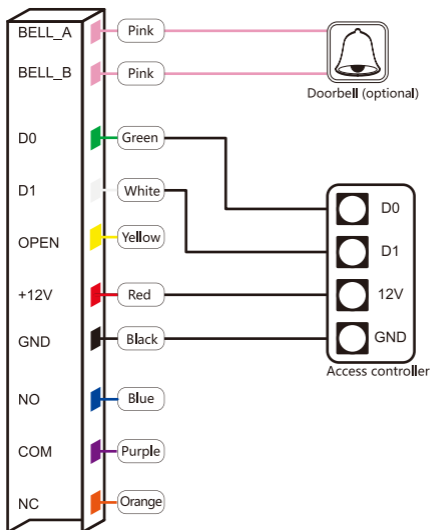 BELL_A Pink
BELL_B Pink
Doorbell (optional)
D0 Green
D1 White
OPEN Yellow
+12V Red
GND Black
NO Blue
COM Purple
NC Orange
D0
D1
12V
GND
Access controller